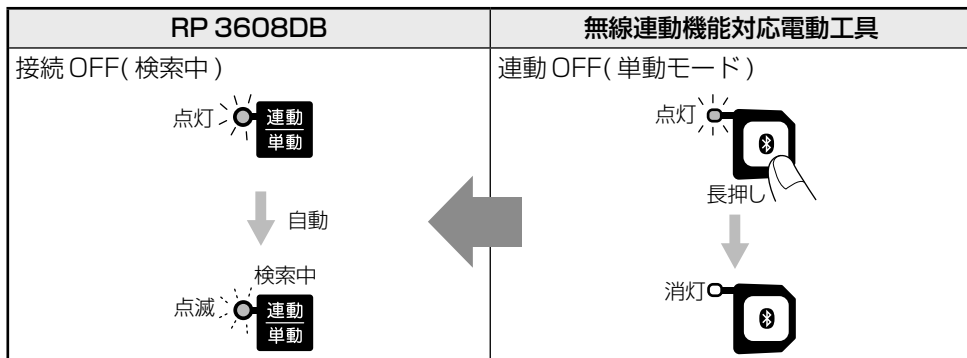 RP 3608DB
無線連動機能対応電動工具
接続 OFF( 検索中 )
点灯
連動
単動
自動
検索中
点滅
連動
単動
連動 OFF( 単動モード )
点灯
長押し
消灯